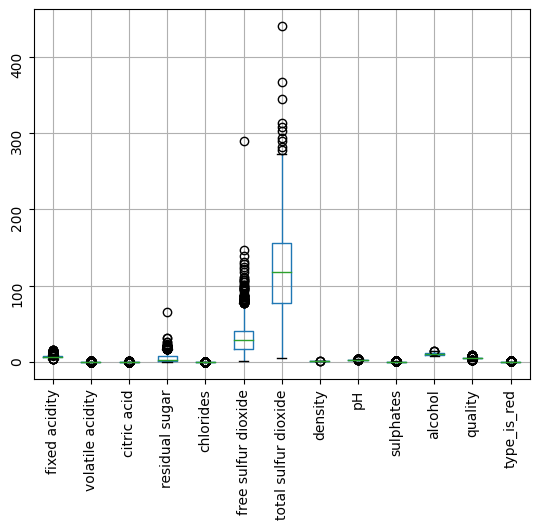 400
300
200
100
0
fixed acidity
volatile acidity
citric acid
residual sugar
chlorides
free sulfur dioxide
total sulfur dioxide
density
pH
sulphates
alcohol
quality
type_is_red